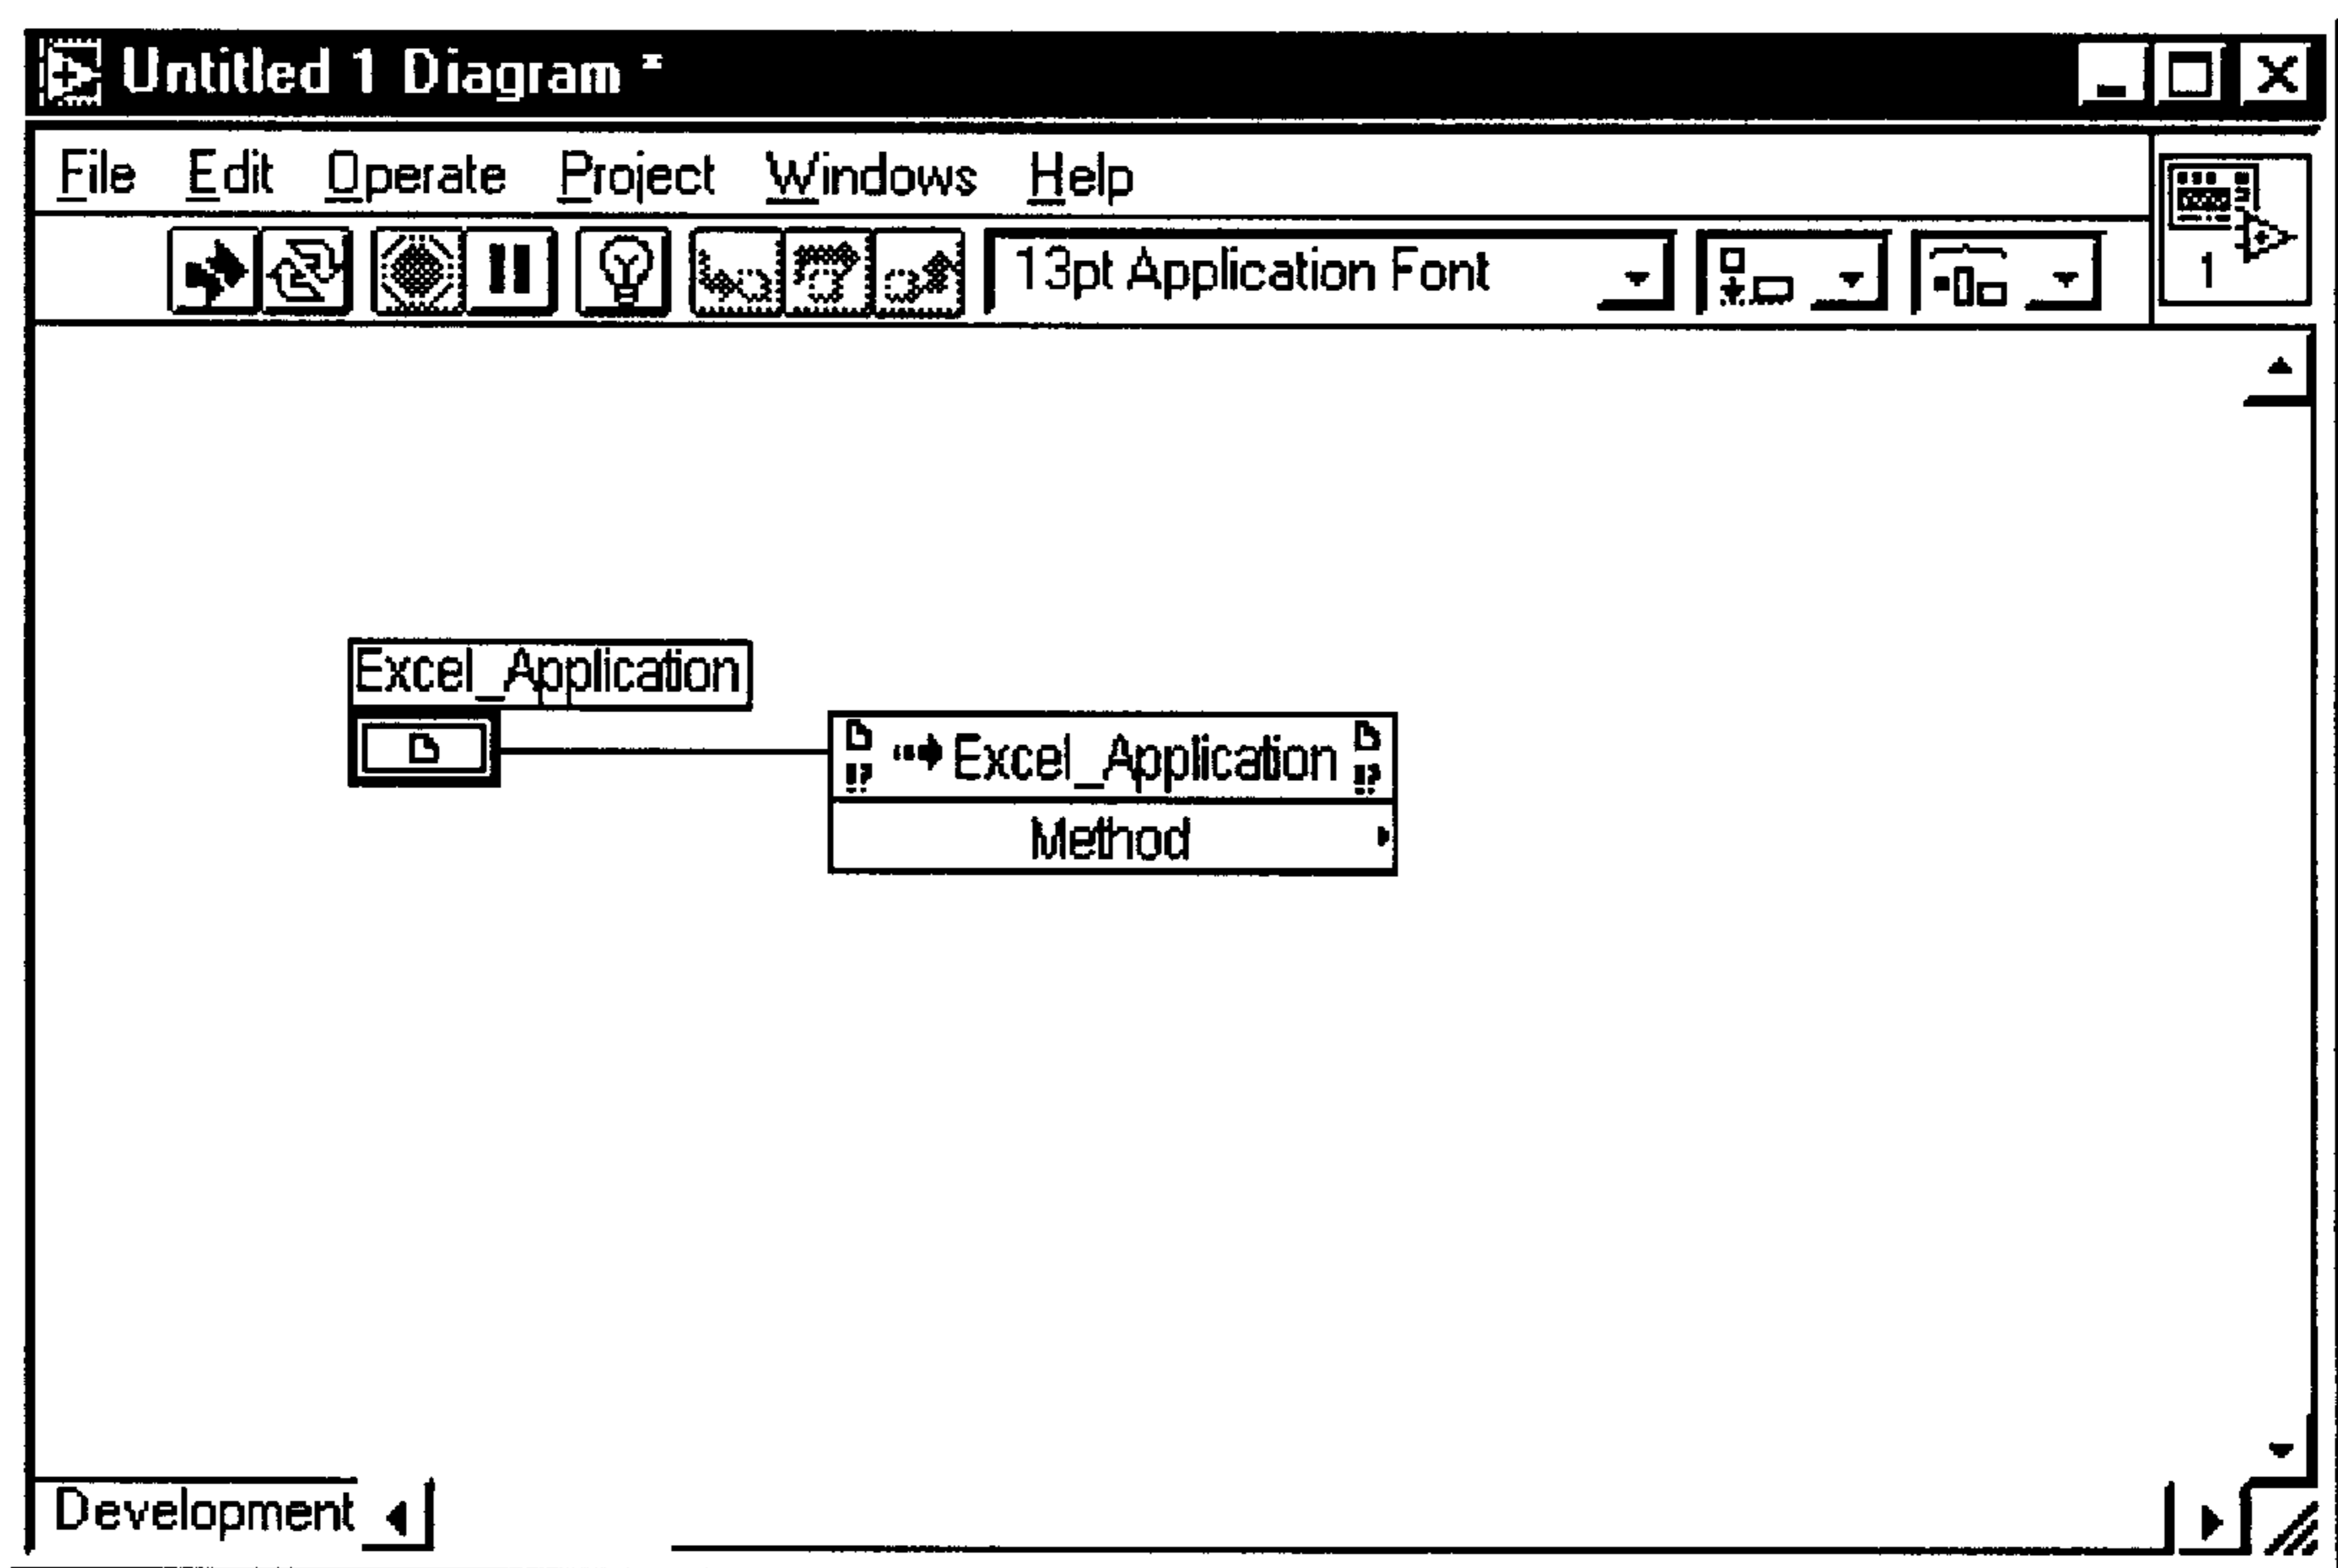 Untitled 1 Diagram *
File Edit Operate Project Windows Help
13pt Application Font
1
Excel_Application
Excel_Application
!? !?
Method
Development